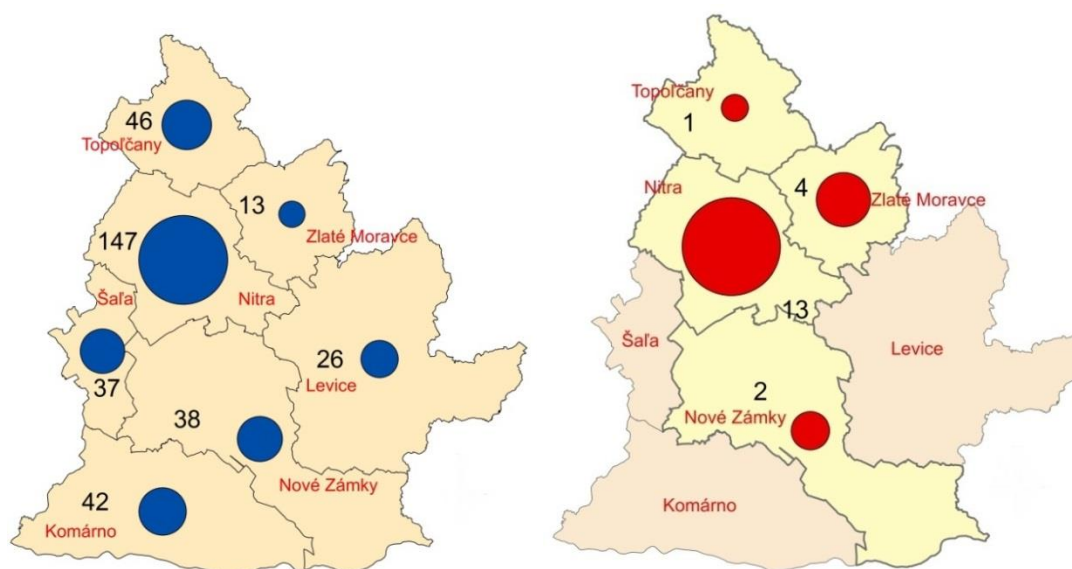 46
Topoľčany
13
Zlaté Moravce
147
Šaľa
Nitra
37
26
Levice
38
Nové Zámky
42
Komárno
Topoľčany
1
Nitra
4
Zlaté Moravce
13
Šaľa
Levice
2
Nové Zámky
Komárno